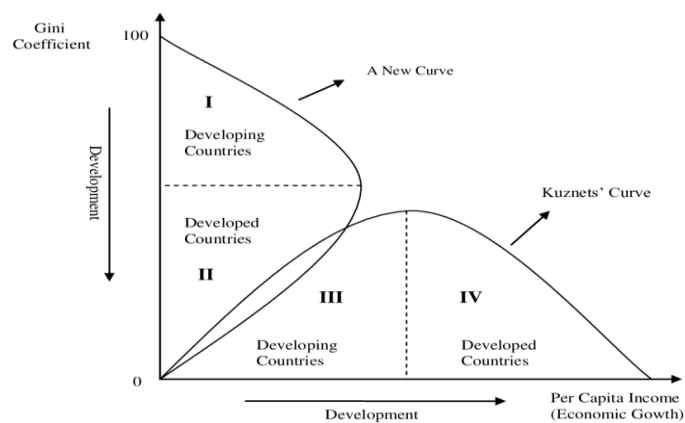 Gini
Coefficient
100
A New Curve
I
Developing
Countries
Development
Kuznets' Curve
Developed
Countries
II
III
IV
Developing
Countries
Developed
Countries
0
Per Capita Income
(Economic Gowth)
Development